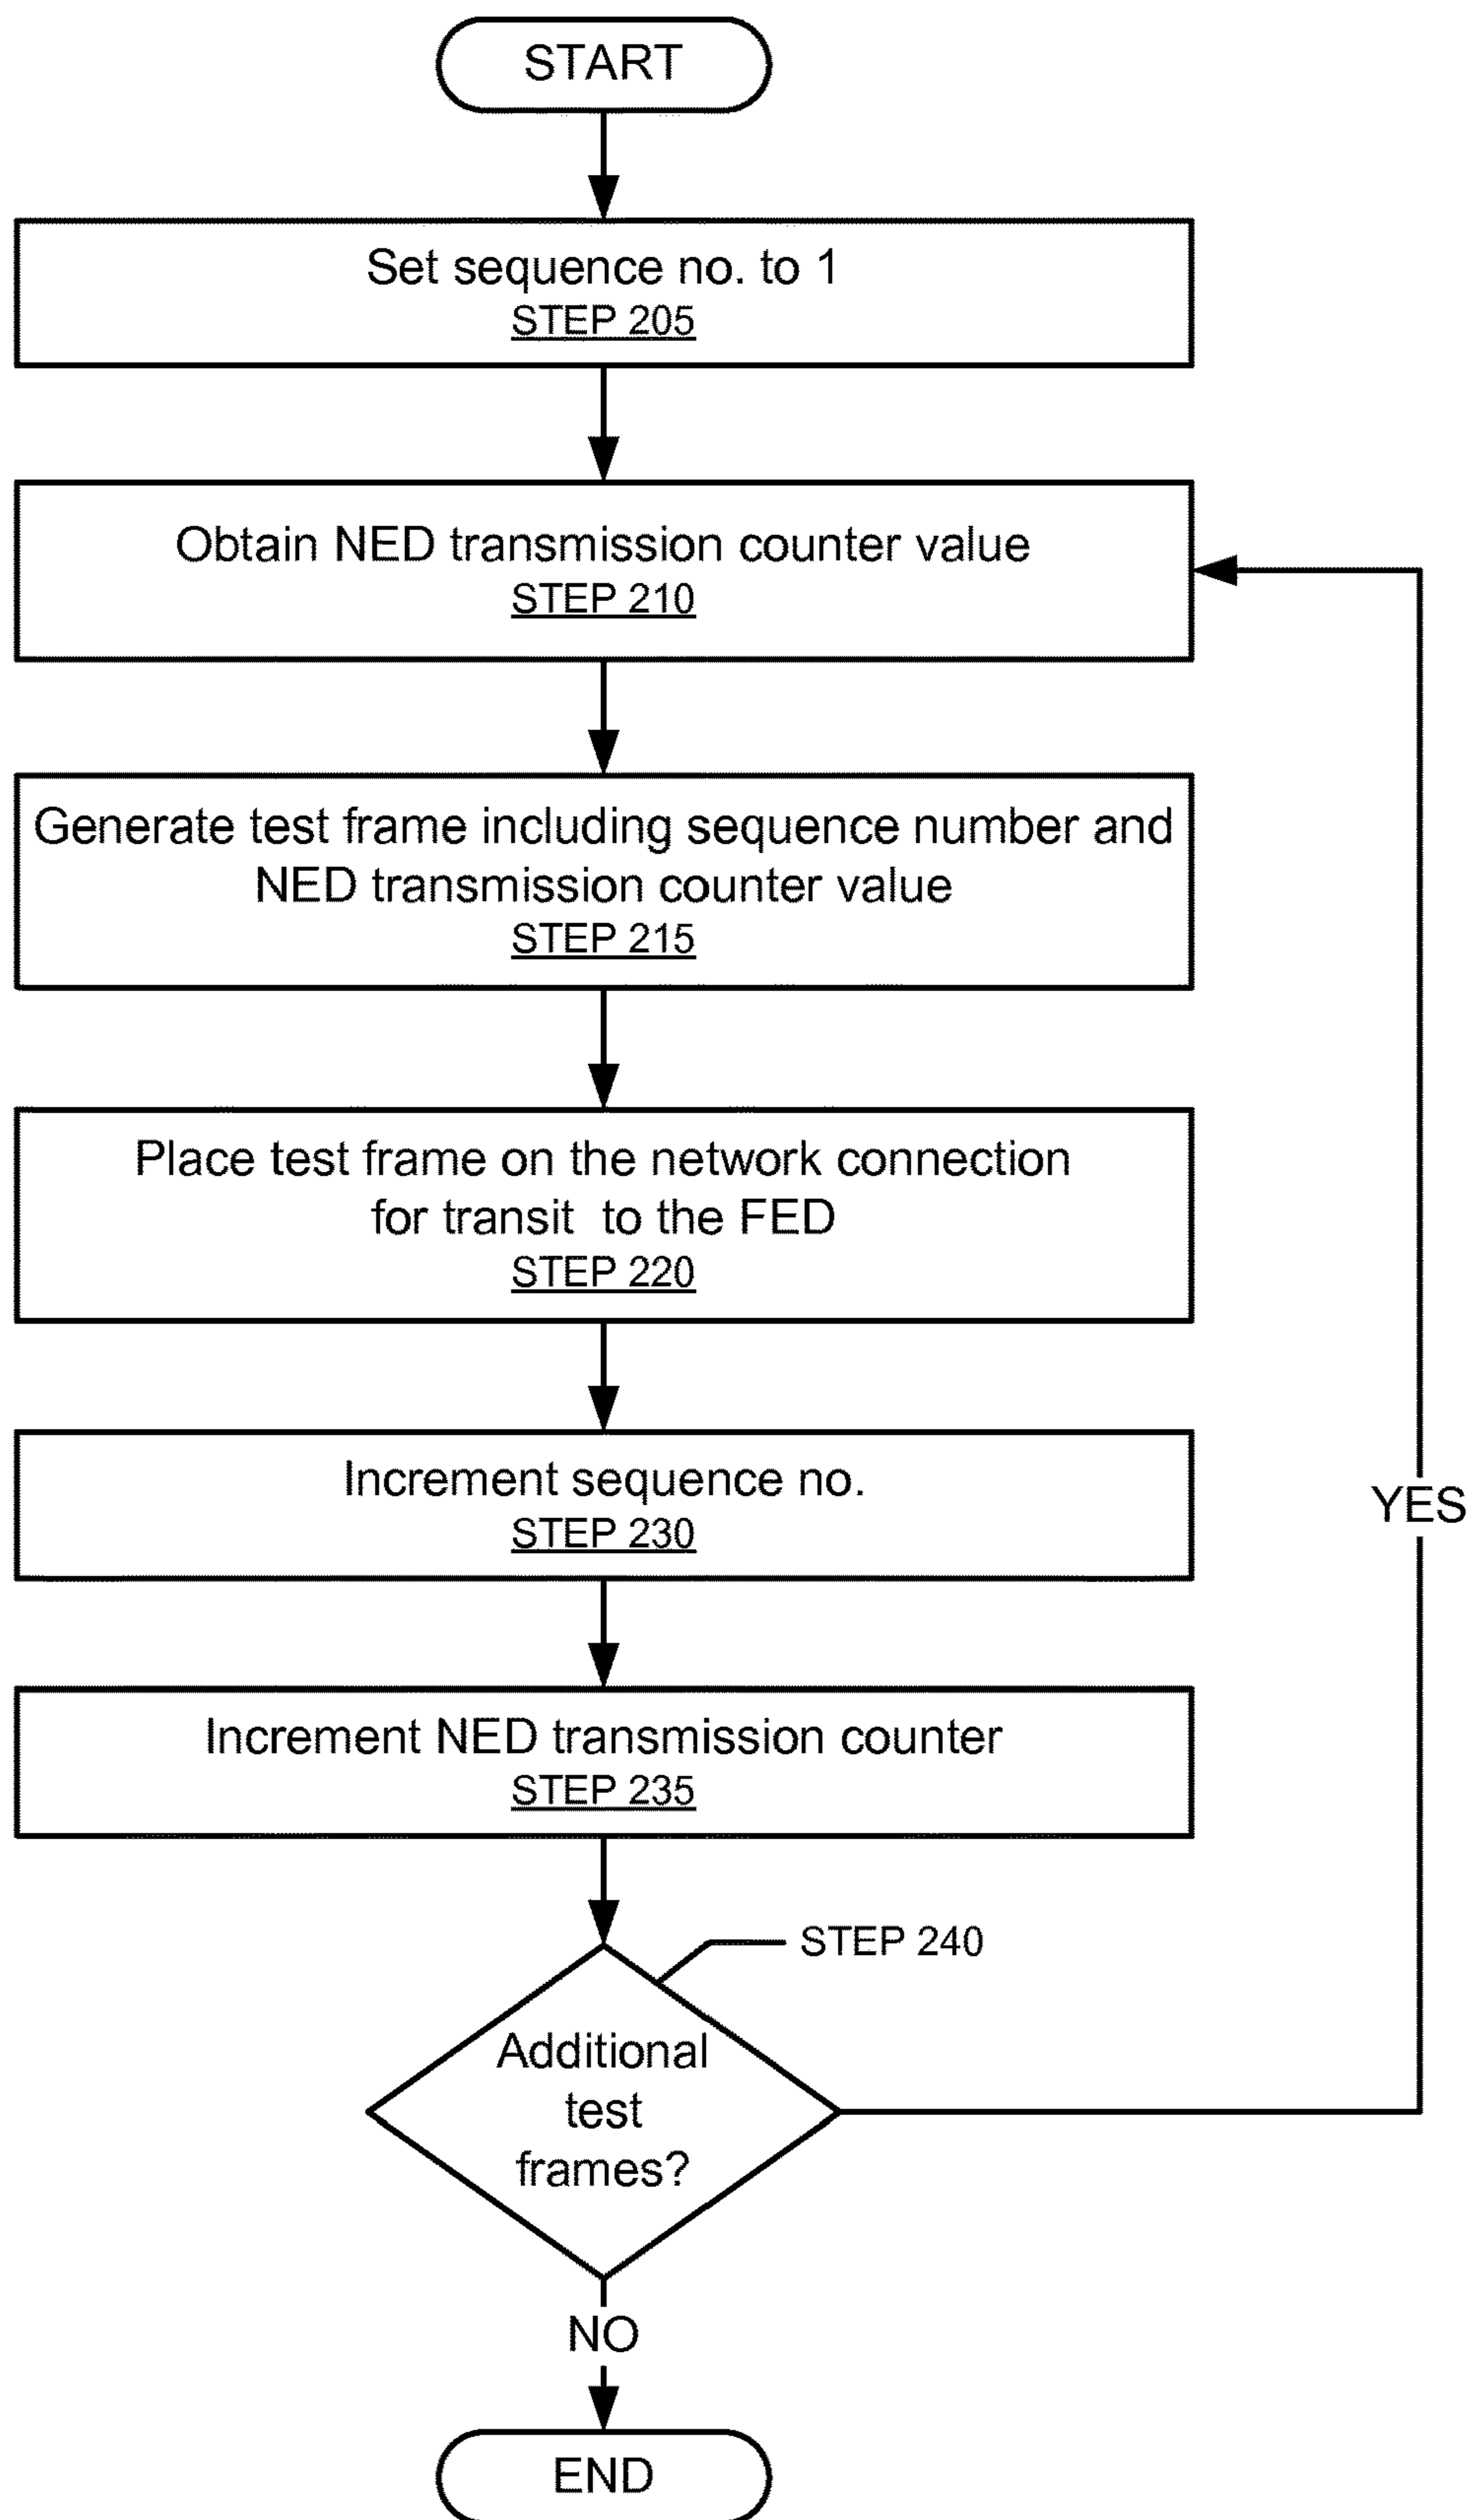 START
Set sequence no. to 1
STEP 205
Obtain NED transmission counter value
STEP 210
Generate test frame including sequence number and
NED transmission counter value
STEP 215
Place test frame on the network connection
for transit to the FED
STEP 220
Increment sequence no.
STEP 230
YES
Increment NED transmission counter
STEP 235
STEP 240
Additional
test
frames?
NO
END